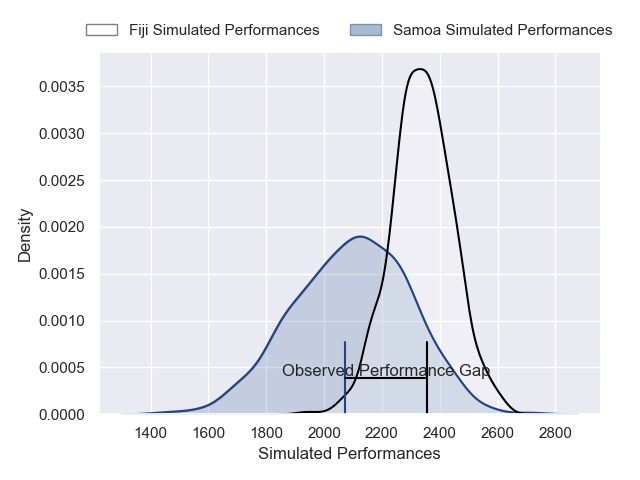 Fiji Simulated Performances Samoa Simulated Performances
0.0035
0.0030
0.0025
0.0020
0.0015
0.0010
0.0005
0.0000
Density
Observed Performance Gap
1400 1600 1800 2000 2200 2400 2600 2800
Simulated Performances